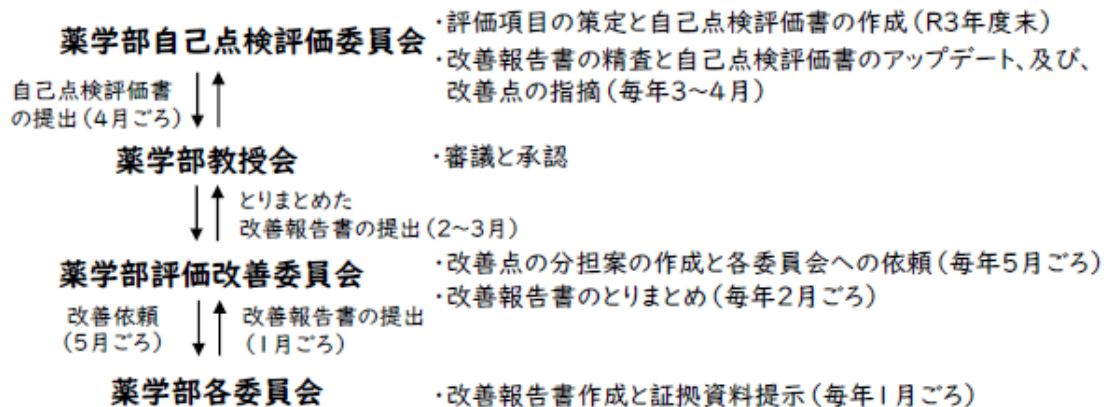 薬学部自己点検評価委員会
・評価項目の策定と自己点検評価書の作成(R3年度末)
・改善報告書の精査と自己点検評価書のアップデート、及び、
改善点の指摘(毎年3~4月)
自己点検評価書
の提出(4月ごろ)
薬学部教授会
・審議と承認
とりまとめた
改善報告書の提出(2~3月)
薬学部評価改善委員会
・改善点の分担案の作成と各委員会への依頼(毎年5月ごろ)
・改善報告書のとりまとめ(毎年2月ごろ)
改善依頼
(5月ごろ)
改善報告書の提出
(1月ごろ)
薬学部各委員会
・改善報告書作成と証拠資料提示(毎年1月ごろ)